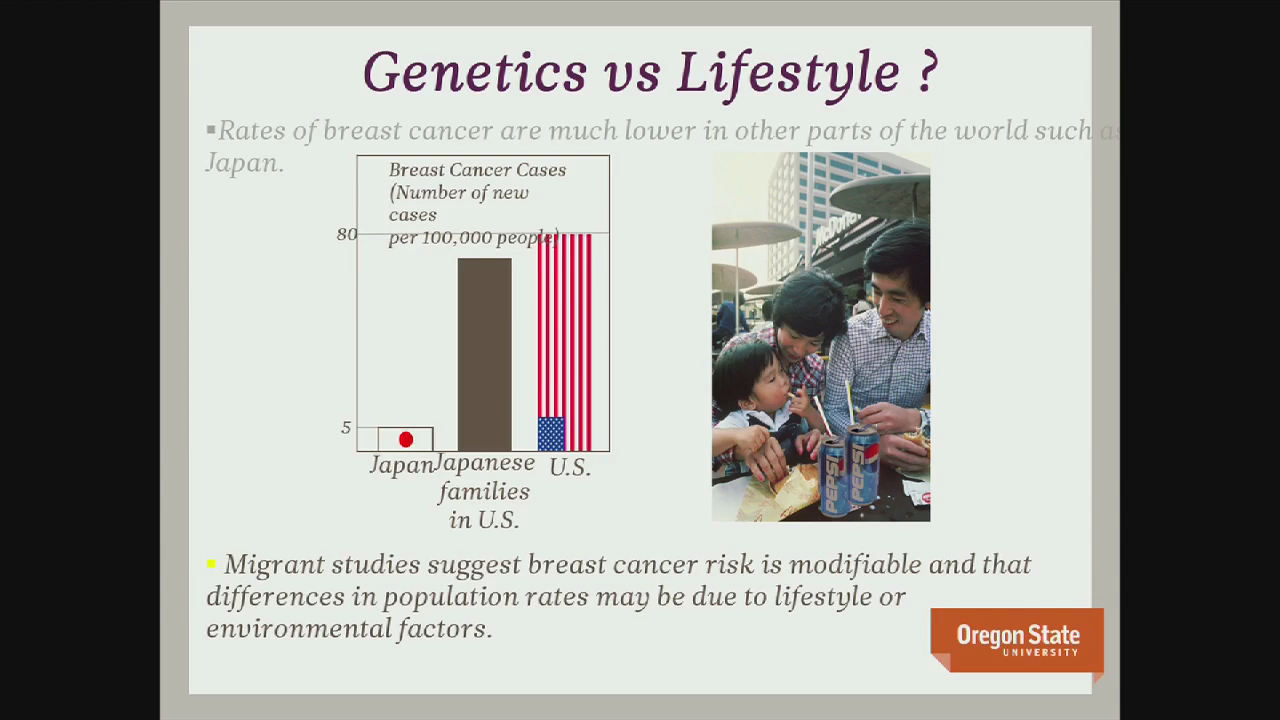 Genetics vs Lifestyle ?
▪Rates of breast cancer are much lower in other parts of the world such as
Japan.
Breast Cancer Cases
(Number of new
cases
per 100,000 people)
80
5
Japan
Japanese
families
in U.S.
U.S.
McDonal
PEPSI
PEPSI
▪ Migrant studies suggest breast cancer risk is modifiable and that
differences in population rates may be due to lifestyle or
environmental factors.
Oregon State
UNIVERSITY